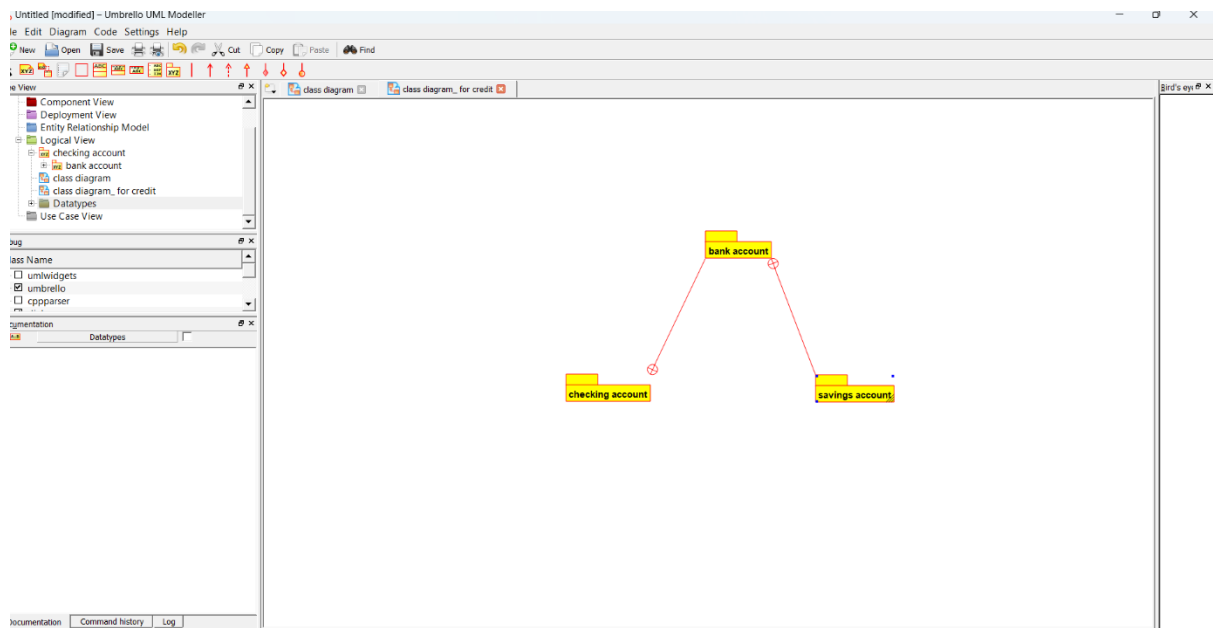 Untitled [modified] – Umbrello UML Modeller
le Edit Diagram Code Settings Help
New Open Save Cut Copy Paste Find
e View
class diagram class diagram_ for credit
Bird's eye
Component View
Deployment View
Entity Relationship Model
Logical View
checking account
bank account
class diagram
class diagram_ for credit
Datatypes
Use Case View
bug
lass Name
umlwidgets
umbrello
cppparser
cumentation
Datatypes
bank account
checking account
savings account
Documentation Command history Log